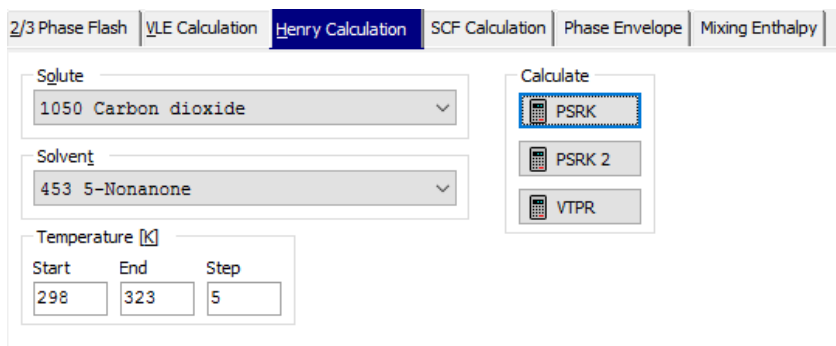 2/3 Phase Flash VLE Calculation Henry Calculation SCF Calculation Phase Envelope Mixing Enthalpy
Solute
1050 Carbon dioxide
Solvent
453 5-Nonanone
Temperature [K]
Start End Step
298 323 5
Calculate
PSRK
PSRK 2
VTPR